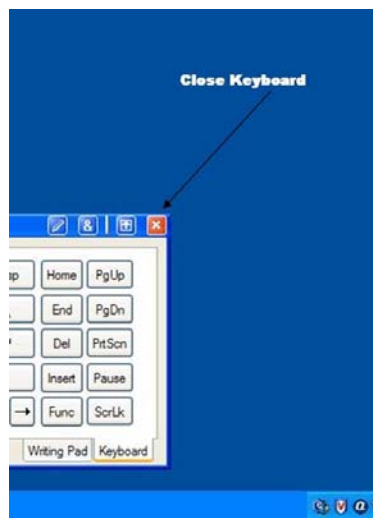 Close Keyboard
&
Home PgUp
End PgDn
Del PrtScn
Insert Pause
→ Func ScrLk
Writing Pad Keyboard